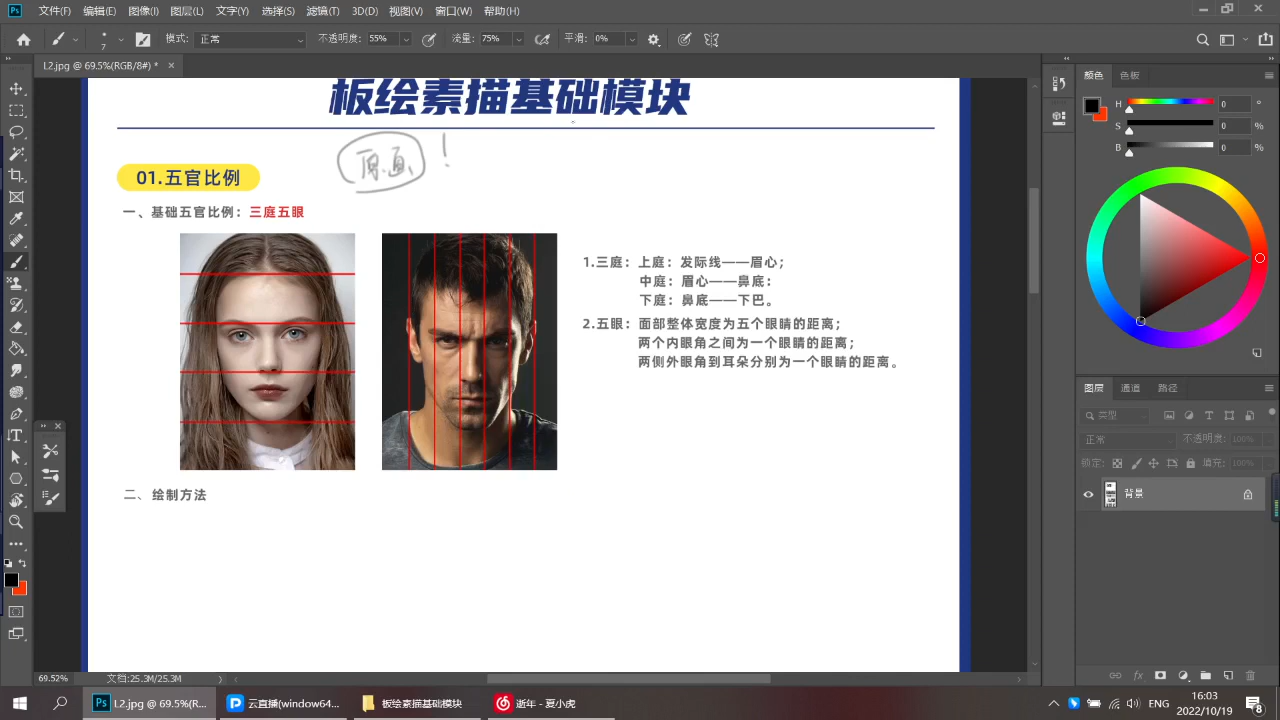 Ps 文件(F) 编辑(E) 图像(I) 图层(L) 文字(Y) 选择(S) 滤镜(T) 3D(D) 视图(V) 窗口(W) 帮助(H)
7 模式: 正常 不透明度: 55% 流量: 75% 平滑: 0%
L2.jpg @ 69.5%(RGB/8#) * ×
板绘素描基础模块
原画!
01.五官比例
一、基础五官比例：三庭五眼
1.三庭：上庭：发际线——眉心；
中庭：眉心——鼻底：
下庭：鼻底——下巴。
2.五眼：面部整体宽度为五个眼睛的距离；
两个内眼角之间为一个眼睛的距离；
两侧外眼角到耳朵分别为一个眼睛的距离。
二、绘制方法
颜色 色板
H 0 °
S 0 %
B 0 %
图层 通道 路径
类型
正常 不透明度: 100%
锁定: 填充: 100%
背景
69.52% 文档:25.3M/25.3M
L2.jpg @ 69.5%(R... 云直播(window64... 板绘素描基础模块 逝年 - 夏小虎
ENG 16:03
2022/10/19 8